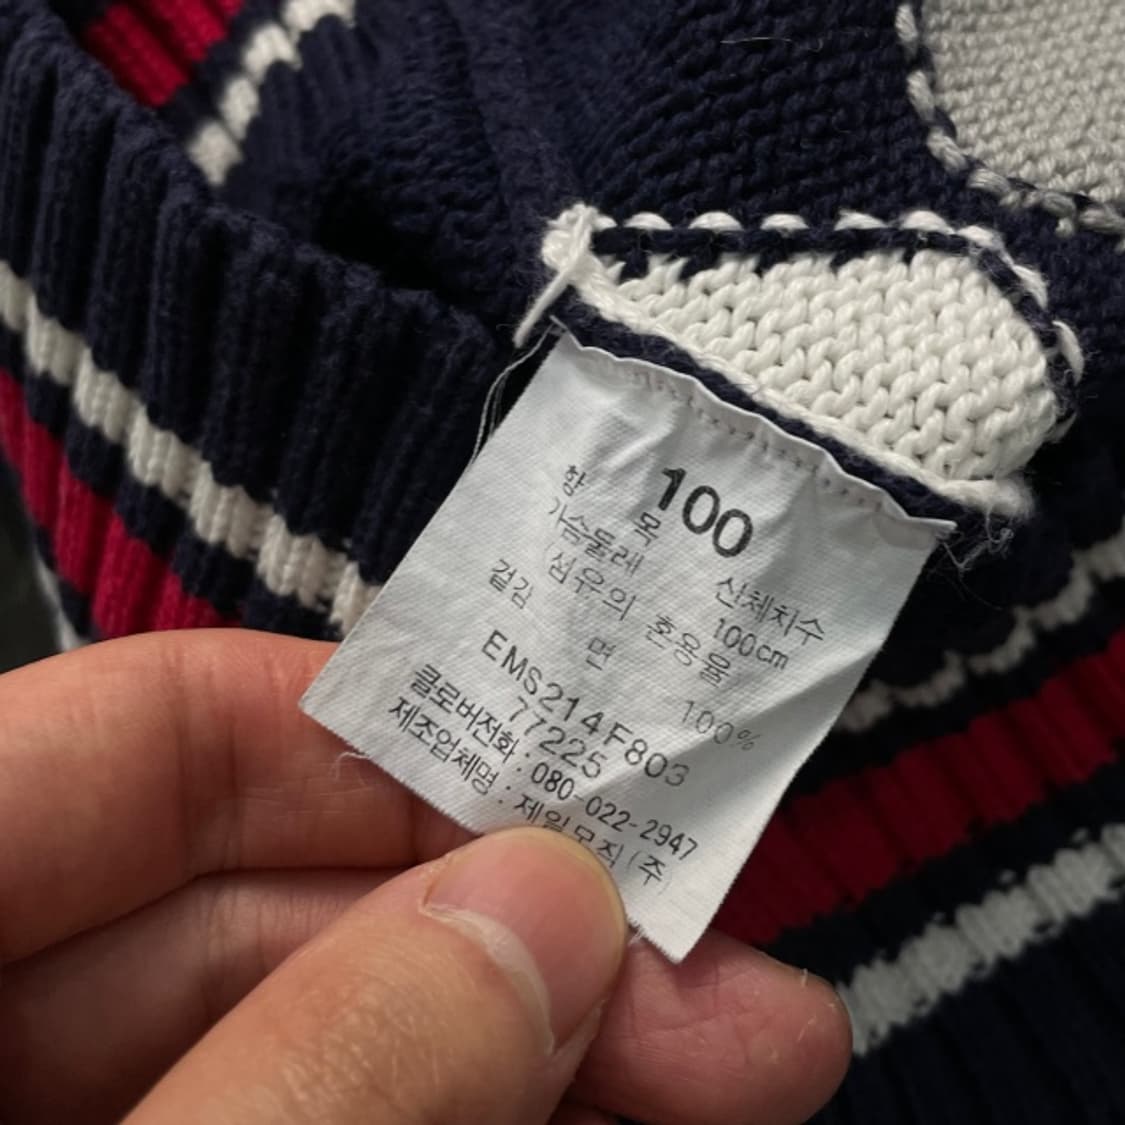 100
항 목 신체치수
가슴둘레 100cm
섬유의 혼용율
겉감 면 100%
EMS214F803
77225
클로버전화 : 080-022-2947
제조업체명 : 제일모직(주